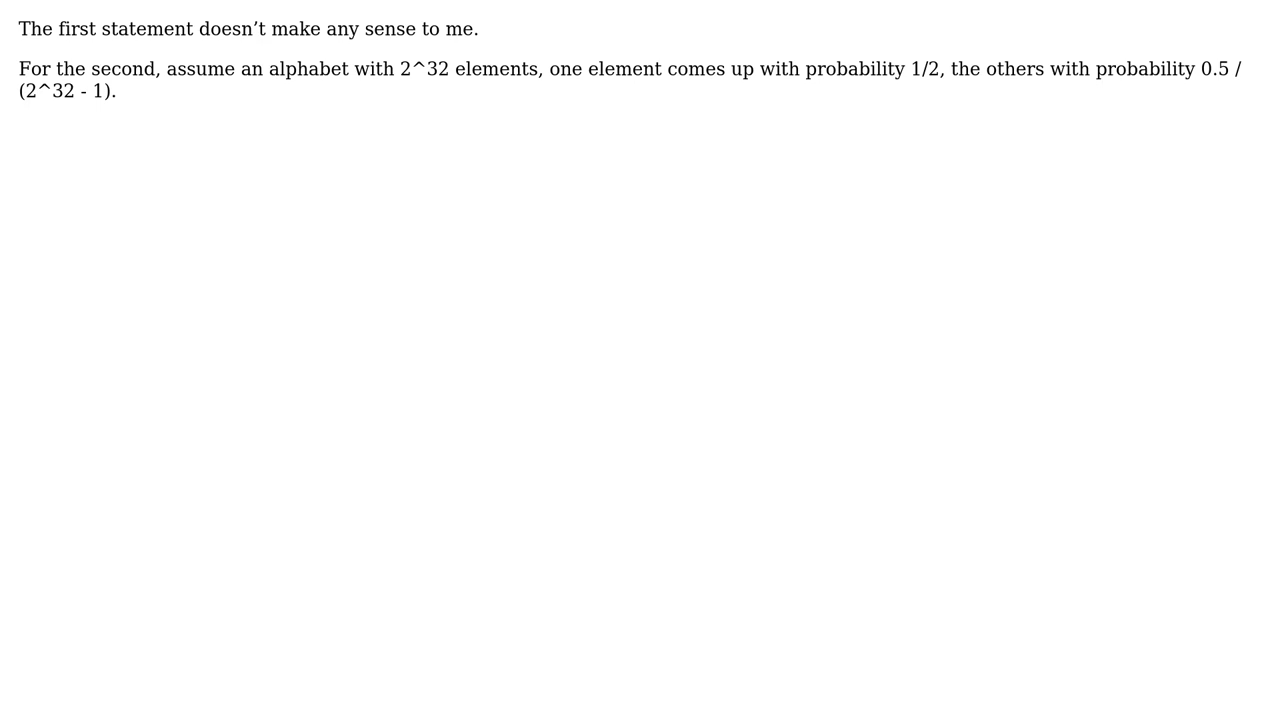 The first statement doesn’t make any sense to me.
For the second, assume an alphabet with 2^32 elements, one element comes up with probability 1/2, the others with probability 0.5 /
(2^32 - 1).